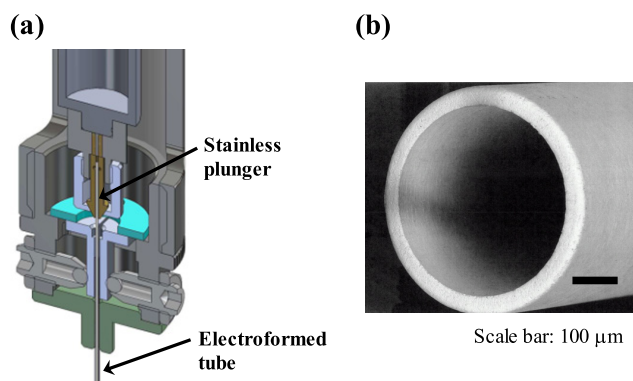 (a)
(b)
Stainless
plunger
Electroformed
tube
Scale bar: 100 μm